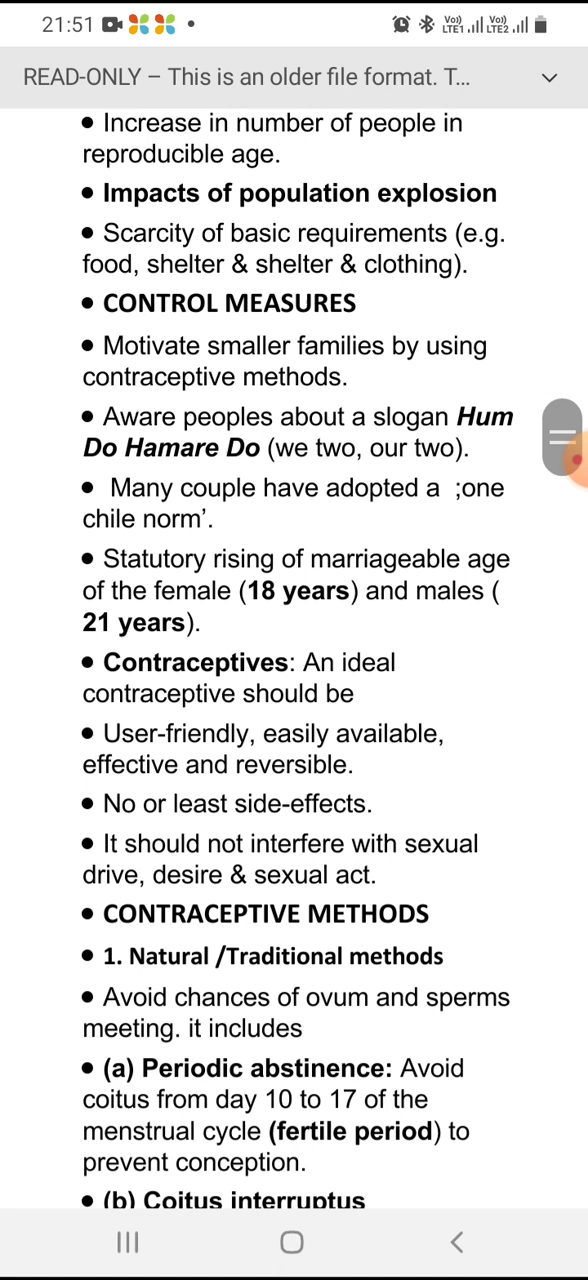 21:51
Vo)) LTE1 Vo)) LTE2
READ-ONLY – This is an older file format. T...
• Increase in number of people in
reproducible age.
• Impacts of population explosion
• Scarcity of basic requirements (e.g.
food, shelter & shelter & clothing).
• CONTROL MEASURES
• Motivate smaller families by using
contraceptive methods.
• Aware peoples about a slogan Hum
Do Hamare Do (we two, our two).
• Many couple have adopted a ;one
chile norm’.
• Statutory rising of marriageable age
of the female (18 years) and males (
21 years).
• Contraceptives: An ideal
contraceptive should be
• User-friendly, easily available,
effective and reversible.
• No or least side-effects.
• It should not interfere with sexual
drive, desire & sexual act.
• CONTRACEPTIVE METHODS
• 1. Natural /Traditional methods
• Avoid chances of ovum and sperms
meeting. it includes
• (a) Periodic abstinence: Avoid
coitus from day 10 to 17 of the
menstrual cycle (fertile period) to
prevent conception.
• (b) Coitus interruptus